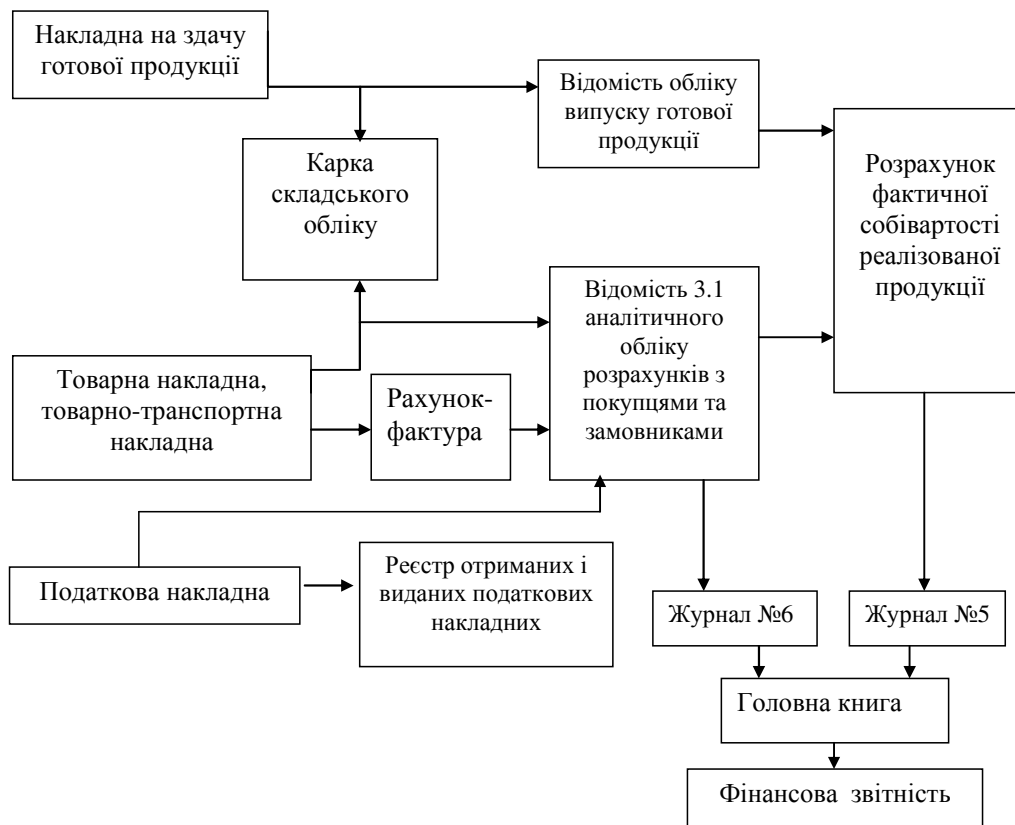 Накладна на здачу
готової продукції
Відомість обліку
випуску готової
продукції
Карка
складського
обліку
Розрахунок
фактичної
собівартості
реалізованої
продукції
Відомість 3.1
аналітичного
обліку
розрахунків з
покупцями та
замовниками
Товарна накладна,
товарно-транспортна
накладна
Рахунок-
фактура
Податкова накладна
Реєстр отриманих і
виданих податкових
накладних
Журнал №6
Журнал №5
Головна книга
Фінансова звітність